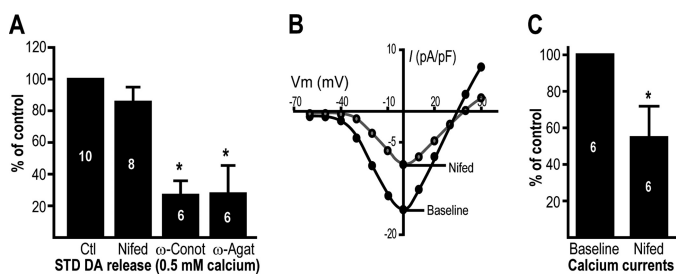 A
% of control
120
100
80
60
40
20
10
8
*
6
*
6
Ctl
Nifed
ω-Conot
ω-Agat
STD DA release (0.5 mM calcium)
B
Vm (mV)
I (pA/pF)
10
-70
-40
-10
20
50
-5
-20
Nifed
Baseline
C
% of control
100
80
60
40
20
6
*
6
Baseline
Nifed
Calcium currents